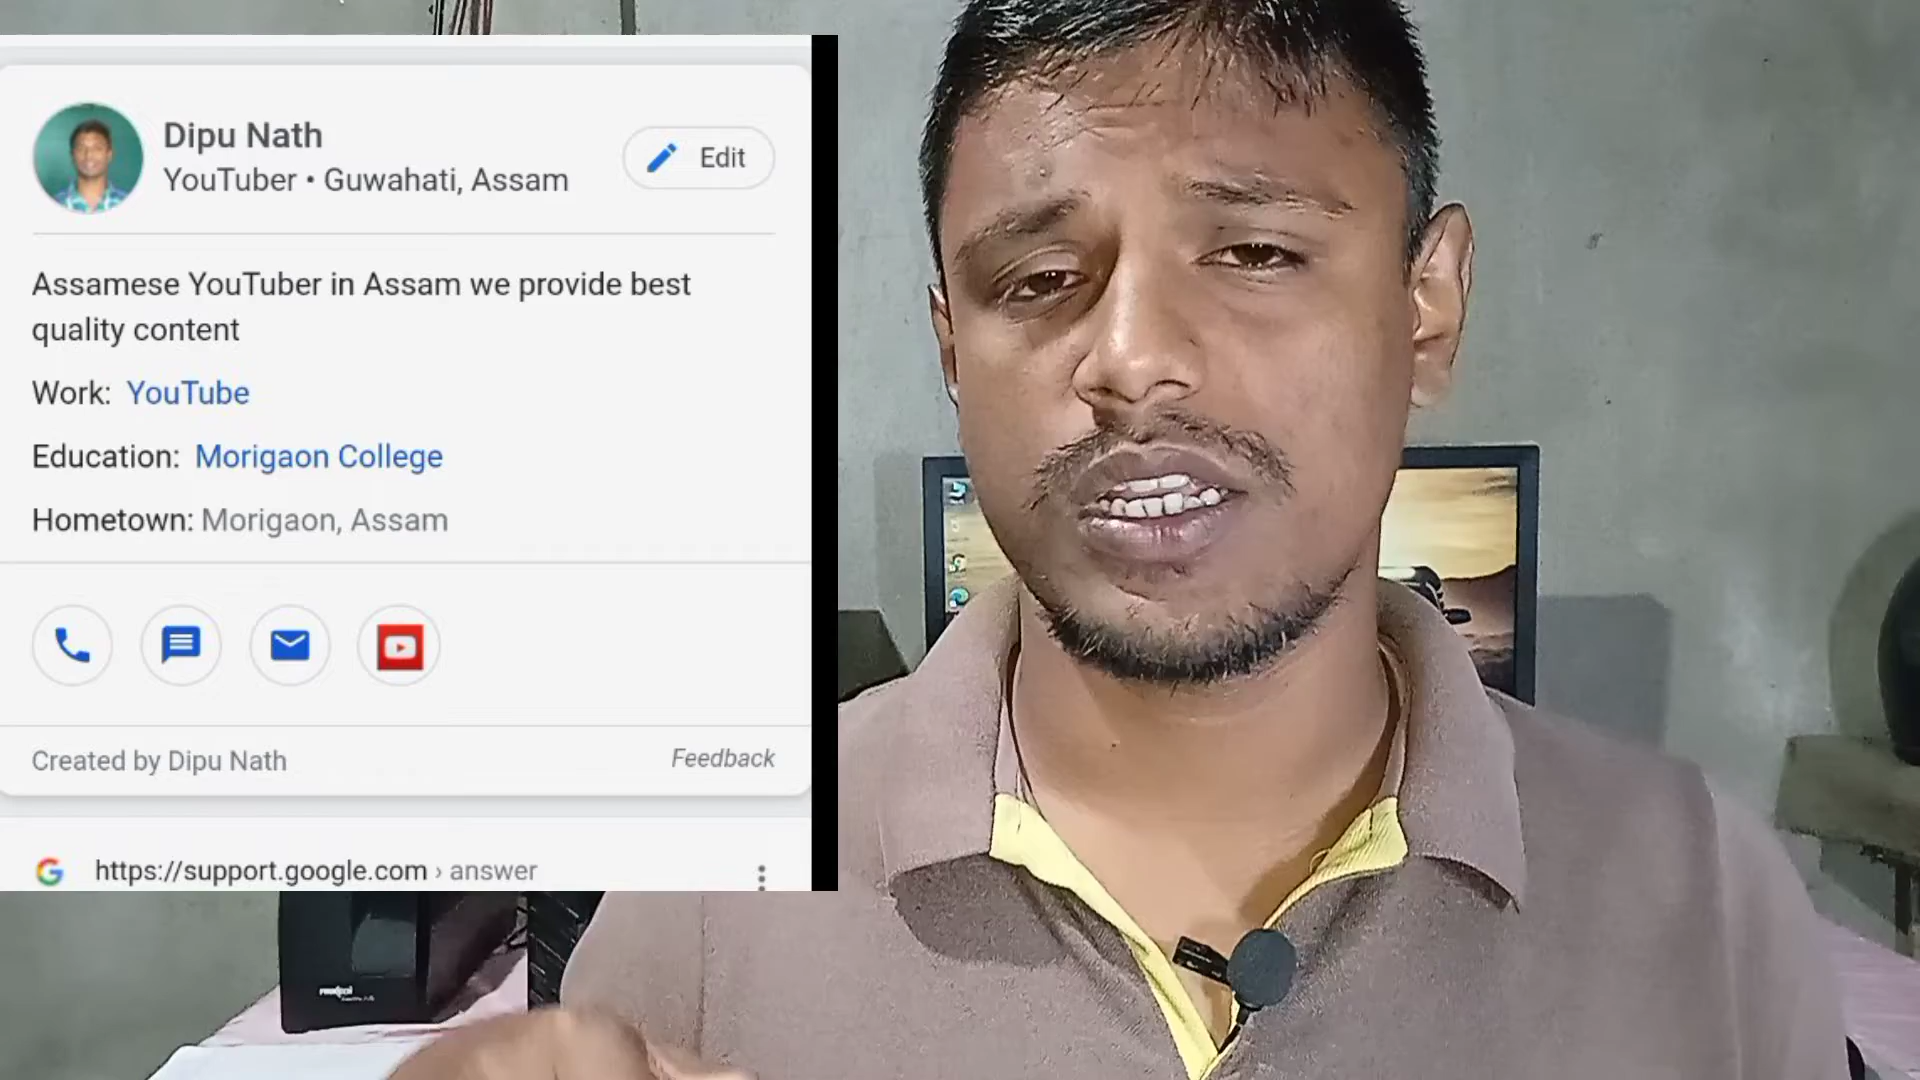 Dipu Nath
Edit
YouTuber • Guwahati, Assam
Assamese YouTuber in Assam we provide best
quality content
Work: YouTube
Education: Morigaon College
Hometown: Morigaon, Assam
Created by Dipu Nath
Feedback
https://support.google.com › answer